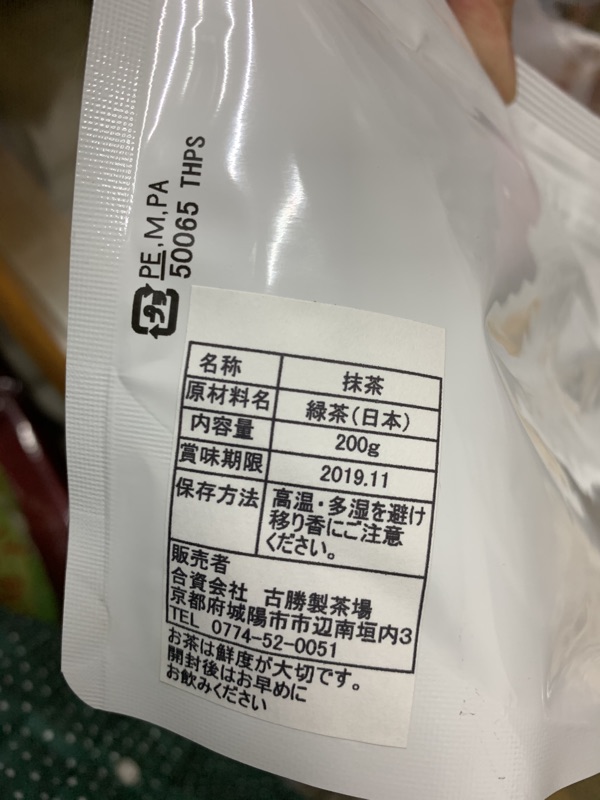 PE,M,PA
50065 THPS
プラ
名称 抹茶
原材料名 緑茶(日本)
内容量 200g
賞味期限 2019.11
保存方法 高温・多湿を避け
移り香にご注意
ください。
販売者
合資会社 古勝製茶場
京都府城陽市市辺南垣内3
TEL 0774-52-0051
お茶は鮮度が大切です。
開封後はお早めに
お飲みください